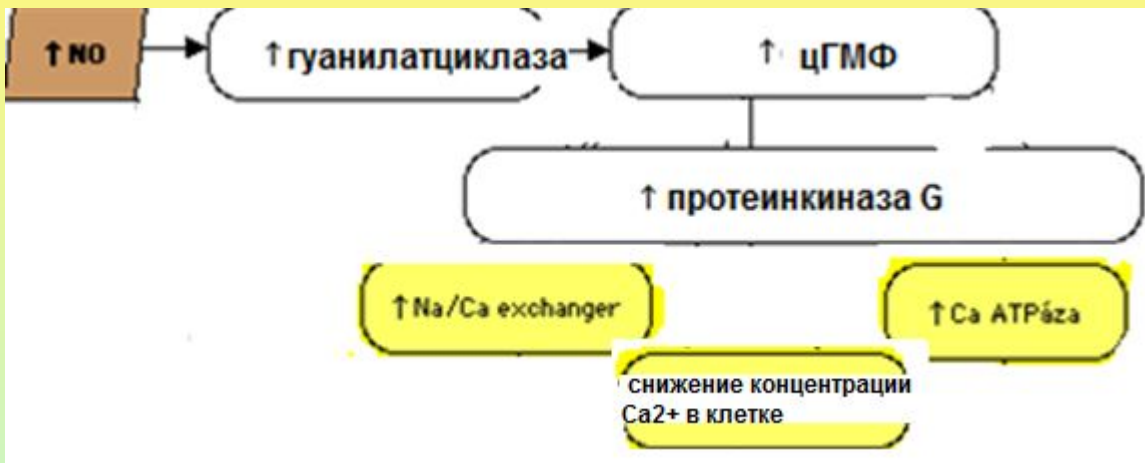 ↑ NO
↑ гуанилатциклаза
↑ цГМФ
↑ протеинкиназа G
↑ Na/Ca exchanger
↑ Ca ATPáza
снижение концентрации
Ca2+ в клетке